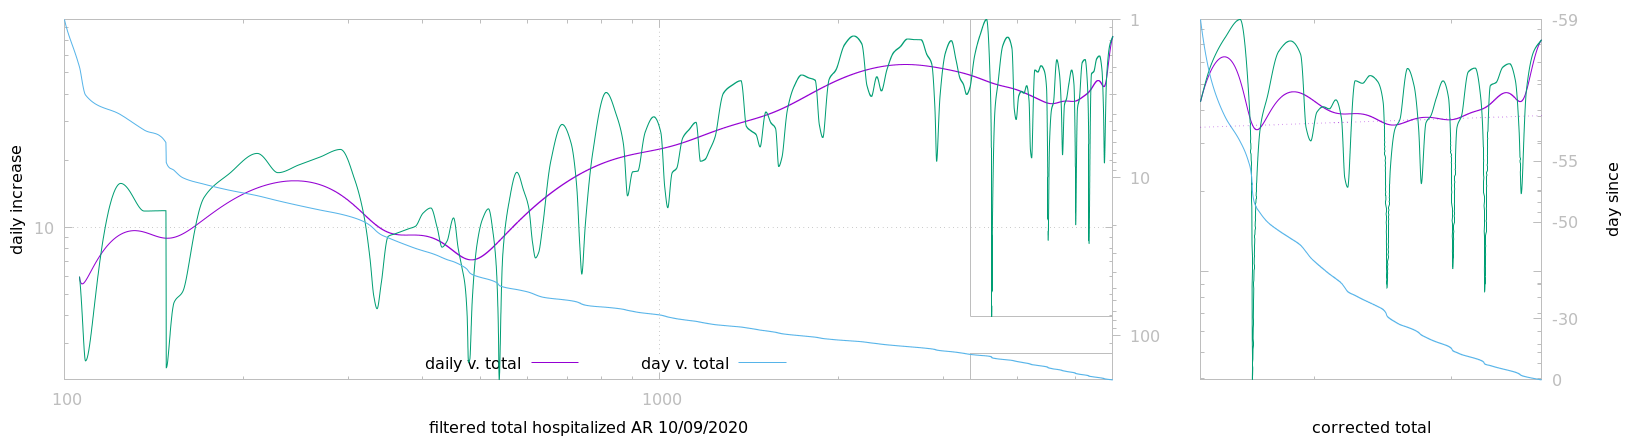 daily increase
10
100
1000
1
10
100
daily v. total
day v. total
filtered total hospitalized AR 10/09/2020
-59
-55
-50
-30
0
day since
corrected total